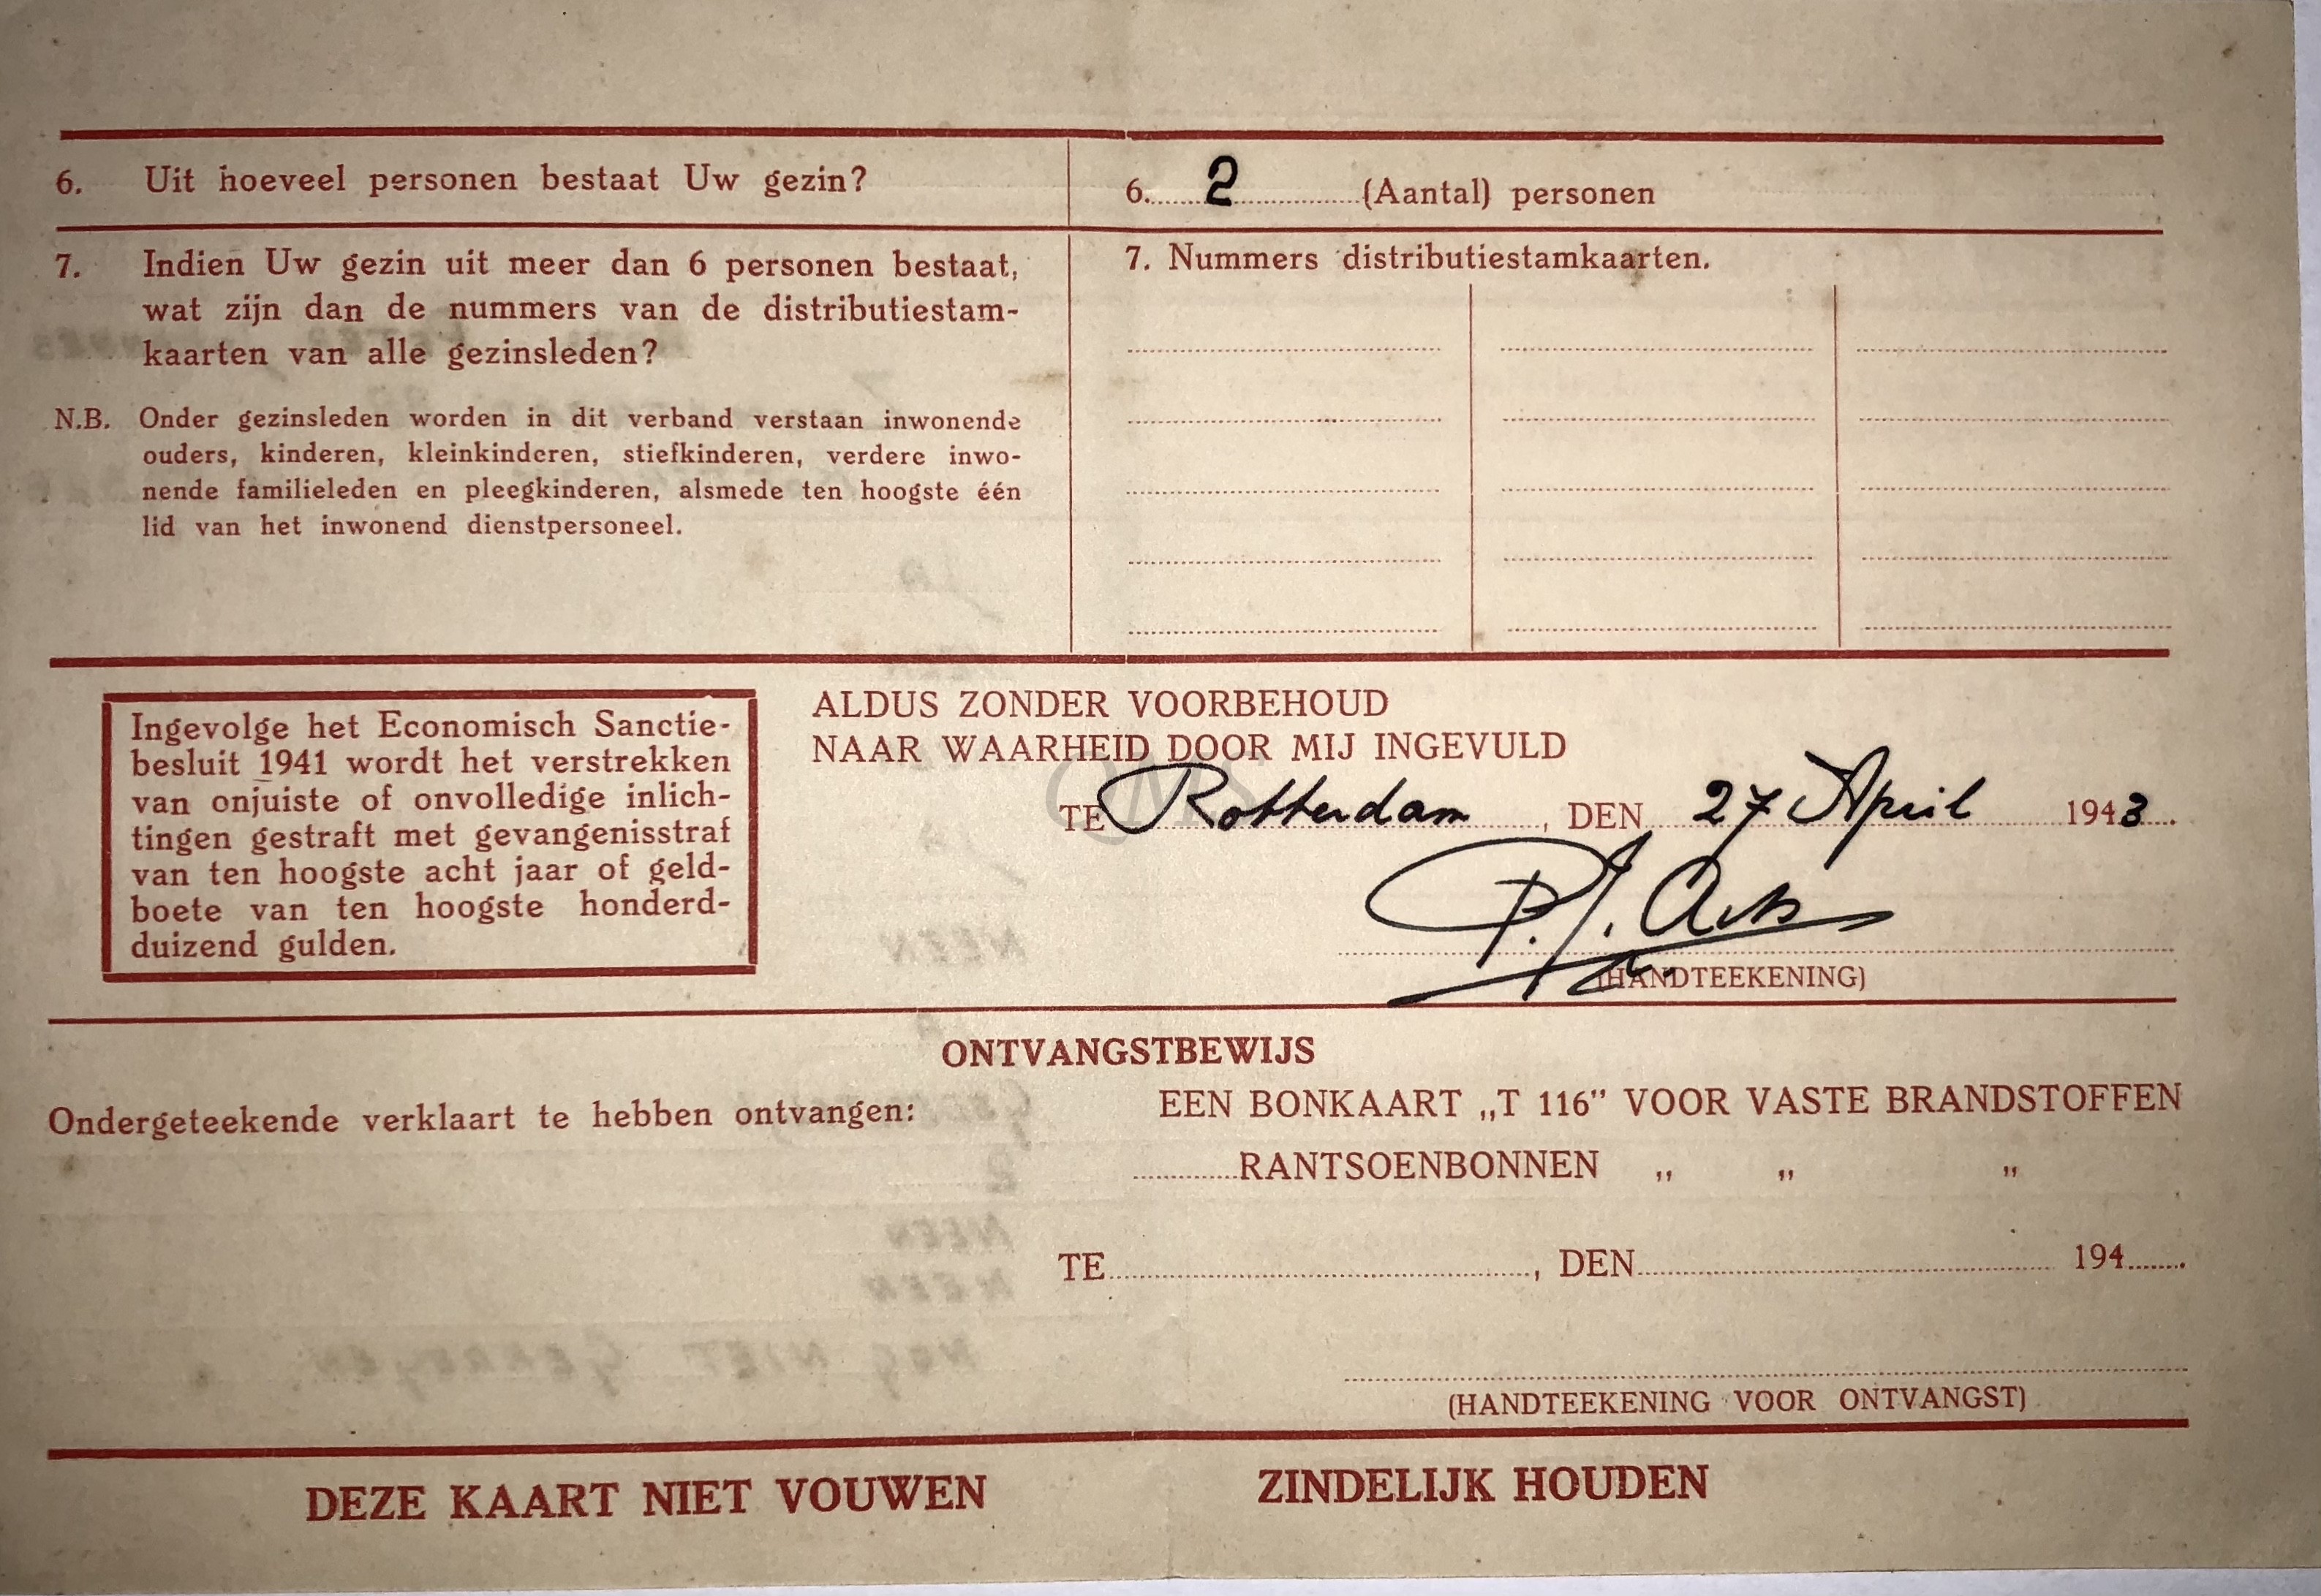 6. Uit hoeveel personen bestaat Uw gezin?
6. 2 (Aantal) personen
7. Indien Uw gezin uit meer dan 6 personen bestaat,
wat zijn dan de nummers van de distributiestam-
kaarten van alle gezinsleden?
N.B. Onder gezinsleden worden in dit verband verstaan inwonende
ouders, kinderen, kleinkinderen, stiefkinderen, verdere inwo-
nende familieleden en pleegkinderen, alsmede ten hoogste één
lid van het inwonend dienstpersoneel.
7. Nummers distributiestamkaarten.
Ingevolge het Economisch Sanctie-
besluit 1941 wordt het verstrekken
van onjuiste of onvolledige inlich-
tingen gestraft met gevangenisstraf
van ten hoogste acht jaar of geld-
boete van ten hoogste honderd-
duizend gulden.
ALDUS ZONDER VOORBEHOUD
NAAR WAARHEID DOOR MIJ INGEVULD
TE Rotterdam, DEN 27 April 1943.
P.J.
(HANDTEEKENING)
ONTVANGSTBEWIJS
Ondergeteekende verklaart te hebben ontvangen:
EEN BONKAART „T 116" VOOR VASTE BRANDSTOFFEN
RANTSOENBONNEN „ „ „
TE, DEN 194.
(HANDTEEKENING VOOR ONTVANGST)
DEZE KAART NIET VOUWEN
ZINDELIJK HOUDEN